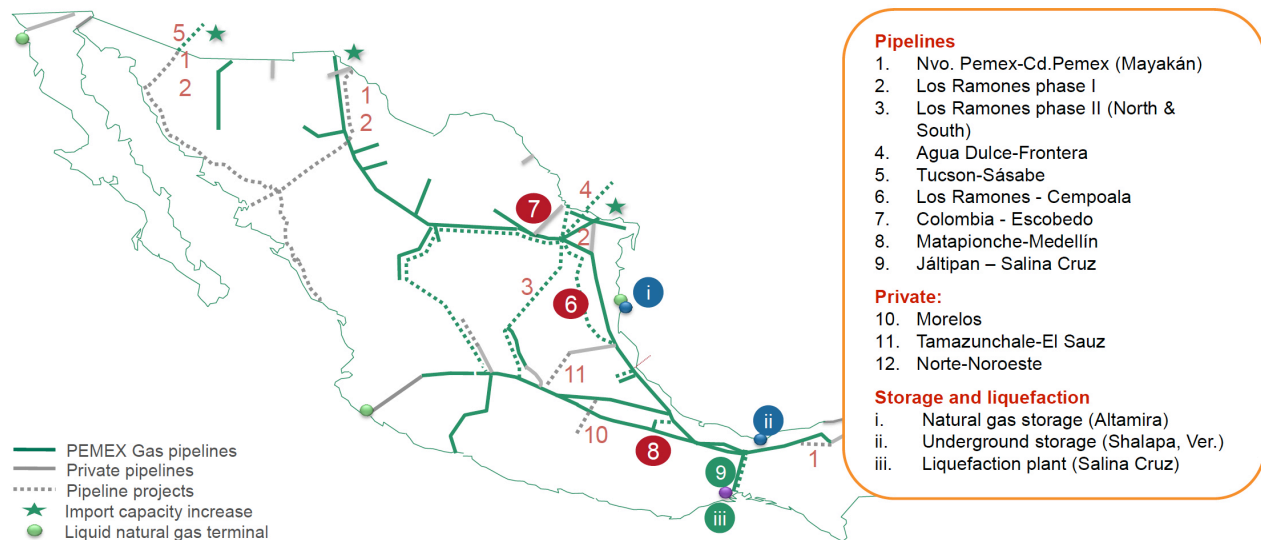 5
1
2
1
2
4
7
2
3
6
i
11
10
8
ii
1
9
iii
PEMEX Gas pipelines
Private pipelines
Pipeline projects
Import capacity increase
Liquid natural gas terminal
Pipelines
1. Nvo. Pemex-Cd.Pemex (Mayakán)
2. Los Ramones phase I
3. Los Ramones phase II (North &
South)
4. Agua Dulce-Frontera
5. Tucson-Sásabe
6. Los Ramones - Cempoala
7. Colombia - Escobedo
8. Matapionche-Medellín
9. Jáltipan – Salina Cruz
Private:
10. Morelos
11. Tamazunchale-El Sauz
12. Norte-Noroeste
Storage and liquefaction
i. Natural gas storage (Altamira)
ii. Underground storage (Shalapa, Ver.)
iii. Liquefaction plant (Salina Cruz)